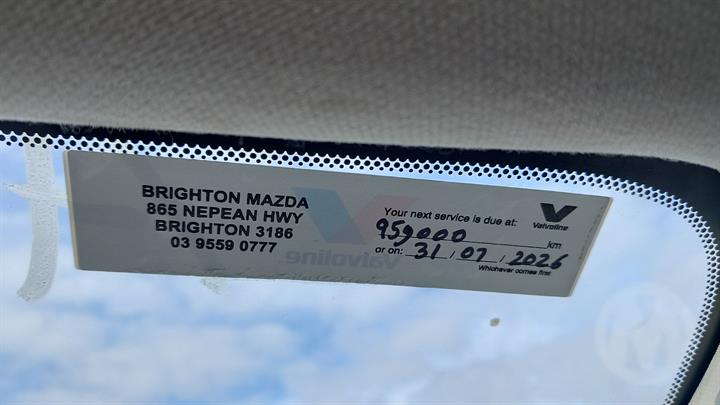 BRIGHTON MAZDA
865 NEPEAN HWY
BRIGHTON 3186
03 9559 0777
Your next service is due at:
Valvoline
959000 km
or on: 31/07/2026
Whichever comes first
Valvoline